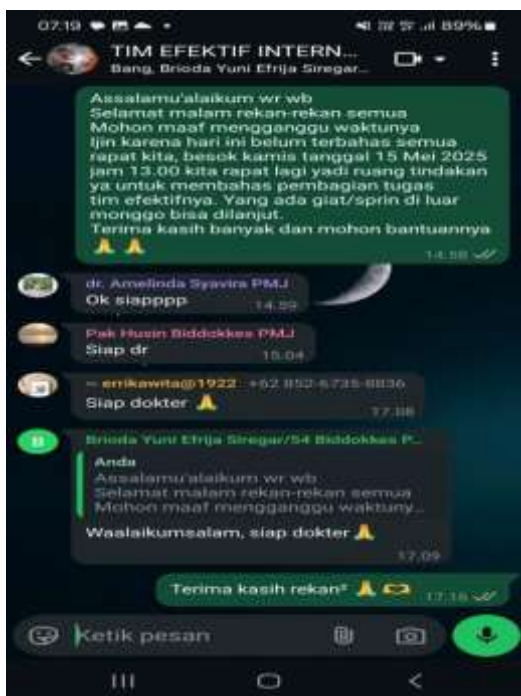 07.19
89%
TIM EFEKTIF INTERN...
Bang, Brioda Yuni Efrija Siregar...
Assalamu'alaikum wr wb
Selamat malam rekan-rekan semua
Mohon maaf mengganggu waktunya
Ijin karena hari ini belum terbahas semua
rapat kita, besok kamis tanggal 15 Mei 2025
jam 13.00 kita rapat lagi yadi ruang tindakan
ya untuk membahas pembagian tugas
tim efektifnya. Yang ada giat/sprin di luar
monggo bisa dilanjut.
Terima kasih banyak dan mohon bantuannya
🙏 🙏
14.58
dr. Amelinda Syavira PMJ
Ok siapppp
14.59
Pak Husin Biddokkes PMJ
Siap dr
15.04
~ errikawita@1922 +62 852-6735-8836
Siap dokter 🙏
17.08
B
Brioda Yuni Efrija Siregar/54 Biddokkes P...
Anda
Assalamu'alaikum wr wb
Selamat malam rekan-rekan semua
Mohon maaf mengganggu waktuny...
Waalaikumsalam, siap dokter 🙏
17.09
Terima kasih rekan² 🙏 🫶
17.16
Ketik pesan